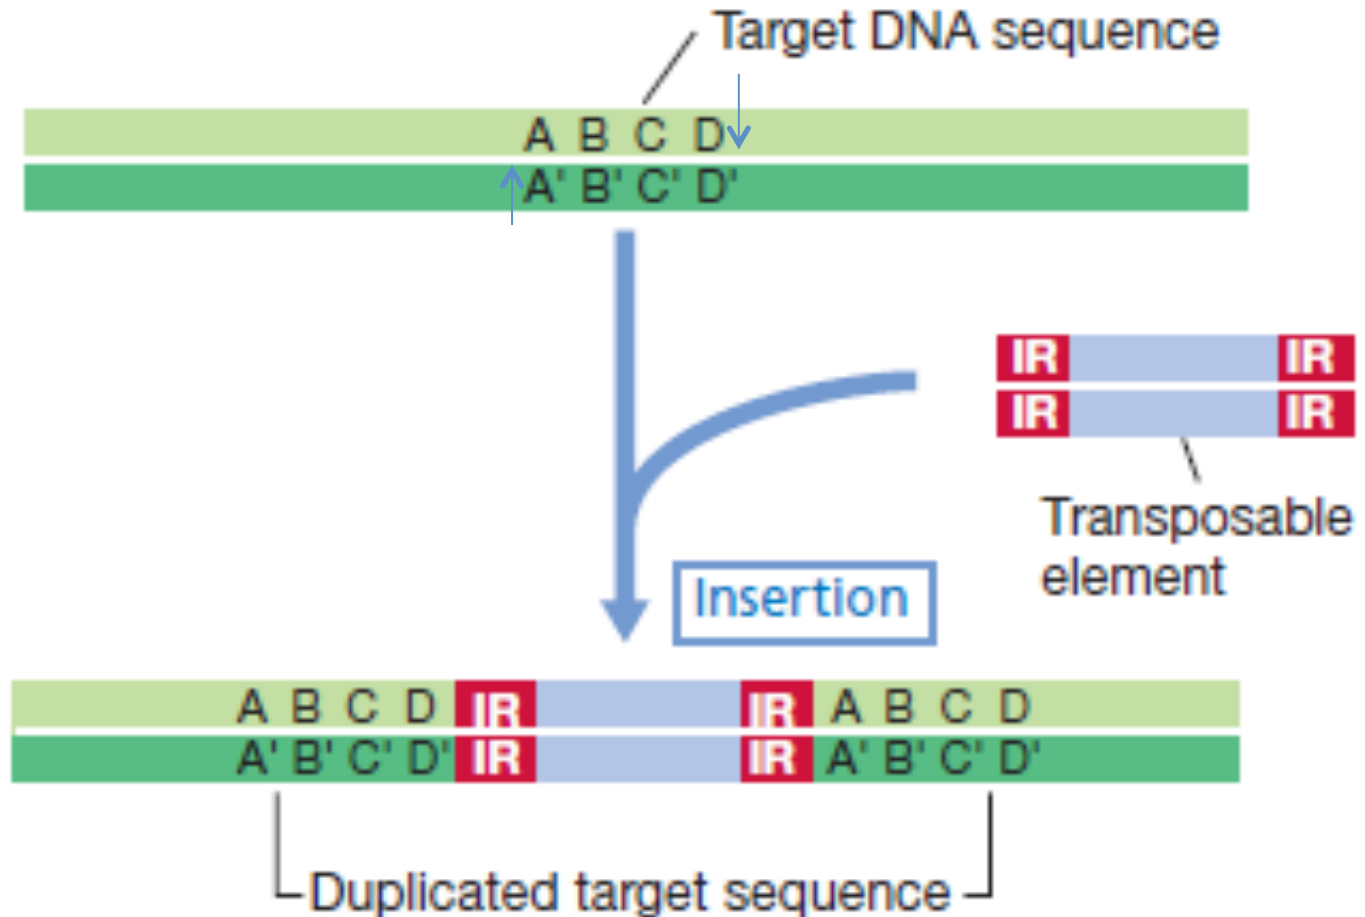 Target DNA sequence
A B C D
A' B' C' D'
IR IR
IR IR
Transposable
element
Insertion
A B C D IR IR A B C D
A' B' C' D' IR IR A' B' C' D'
Duplicated target sequence